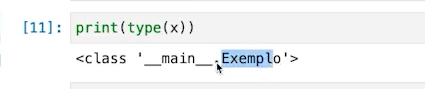 [11]: print(type(x))
<class '__main__.Exemplo'>